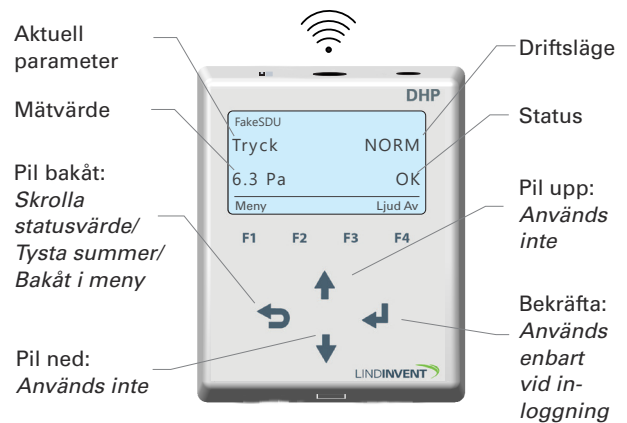 Aktuell
parameter
Mätvärde
Pil bakåt:
Skrolla
statusvärde/
Tysta summer/
Bakåt i meny
Pil ned:
Används inte
DHP
FakeSDU
Tryck NORM
6.3 Pa OK
Meny Ljud Av
F1 F2 F3 F4
LINDINVENT
Driftsläge
Status
Pil upp:
Används
inte
Bekräfta:
Används
enbart
vid in-
loggning